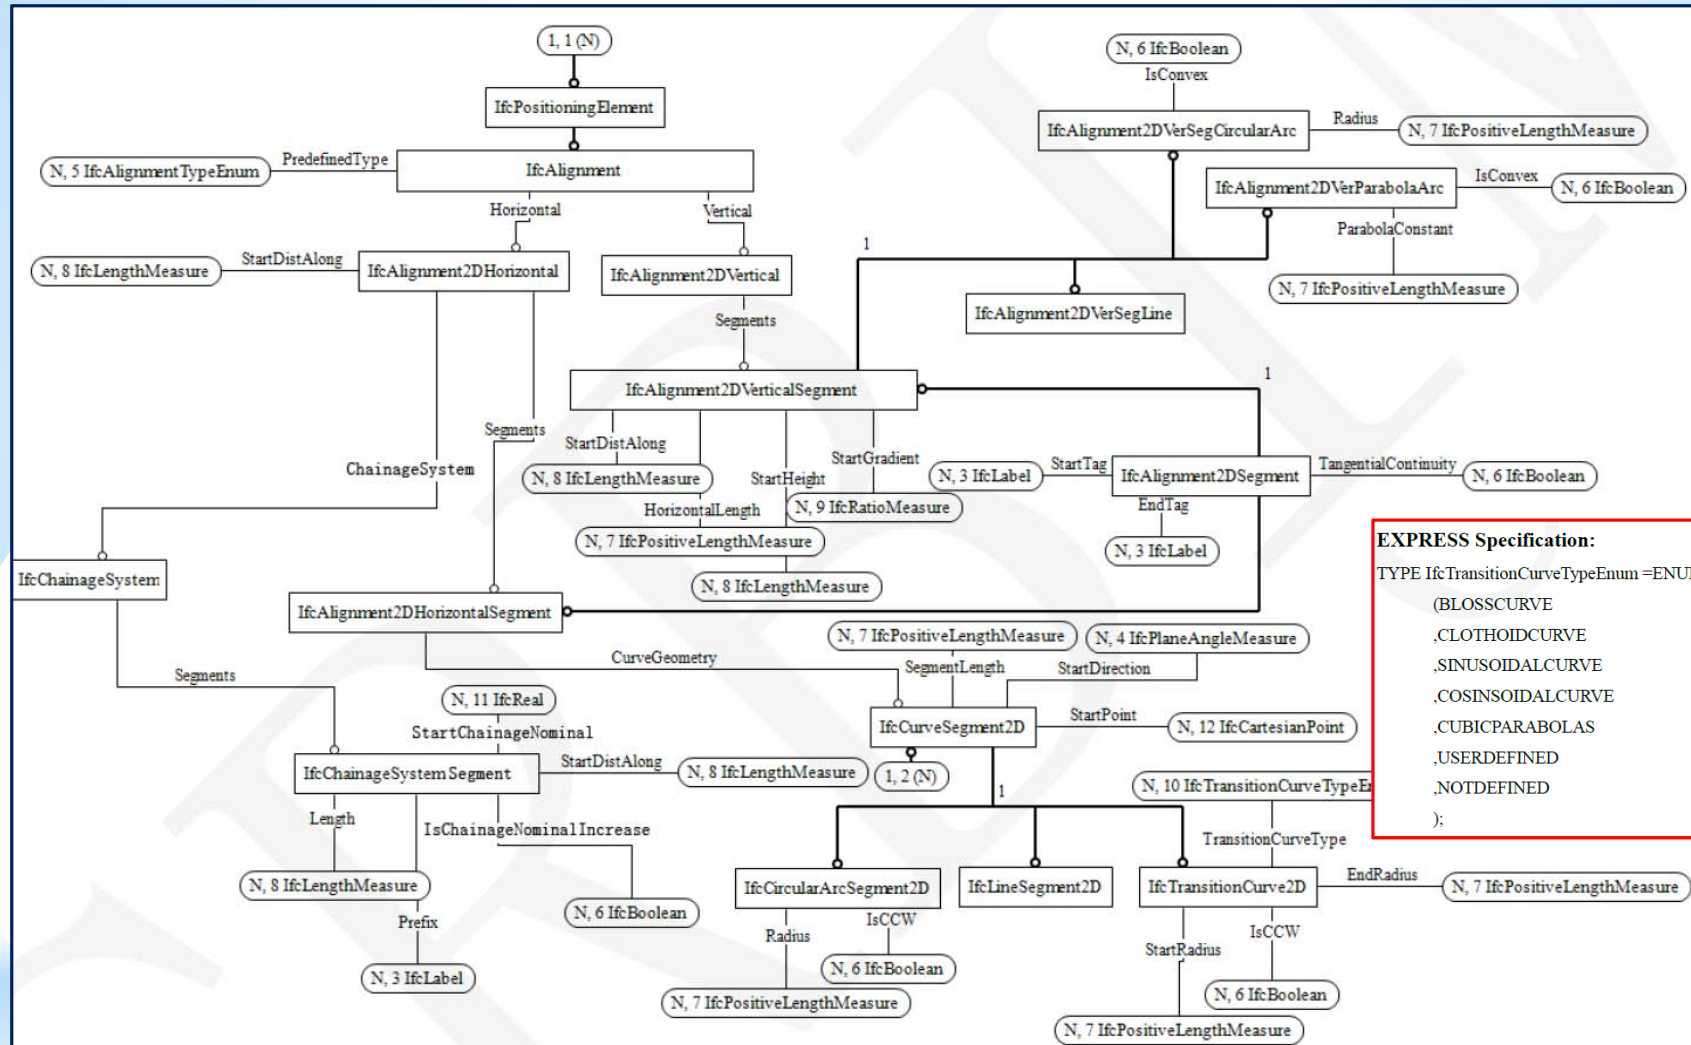 1, 1 (N)
N, 6 IfcBoolean
IsConvex
IfcPositioningElement
IfcAlignment2DVerSegCircularArc
Radius
N, 7 IfcPositiveLengthMeasure
PredefinedType
N, 5 IfcAlignmentTypeEnum
IfcAlignment
IfcAlignment2DVerParabolaArc
IsConvex
N, 6 IfcBoolean
Horizontal
Vertical
ParabolaConstant
1
StartDistAlong
N, 8 IfcLengthMeasure
IfcAlignment2DHorizontal
IfcAlignment2DVertical
N, 7 IfcPositiveLengthMeasure
IfcAlignment2DVerSegLine
Segments
1
IfcAlignment2DVerticalSegment
Segments
StartDistAlong
StartGradient
ChainageSystem
N, 8 IfcLengthMeasure
StartHeight
N, 3 IfcLabel
StartTag
IfcAlignment2DSegment
TangentialContinuity
N, 6 IfcBoolean
HorizontalLength
N, 9 IfcRatioMeasure
EndTag
N, 7 IfcPositiveLengthMeasure
N, 3 IfcLabel
EXPRESS Specification:
TYPE IfcTransitionCurveTypeEnum =ENU
(BLOSSCURVE
,CLOTHOIDCURVE
,SINUSOIDALCURVE
,COSINSOIDALCURVE
,CUBICPARABOLAS
,USERDEFINED
,NOTDEFINED
);
IfcChainageSystem
N, 8 IfcLengthMeasure
IfcAlignment2DHorizontalSegment
N, 7 IfcPositiveLengthMeasure
N, 4 IfcPlaneAngleMeasure
CurveGeometry
SegmentLength
StartDirection
Segments
N, 11 IfcReal
StartChainageNominal
IfcCurveSegment2D
StartPoint
N, 12 IfcCartesianPoint
IfcChainageSystemSegment
StartDistAlong
N, 8 IfcLengthMeasure
1, 2 (N)
1
N, 10 IfcTransitionCurveTypeE
Length
IsChainageNominalIncrease
TransitionCurveType
N, 8 IfcLengthMeasure
IfcCircularArcSegment2D
IfcLineSegment2D
IfcTransitionCurve2D
EndRadius
N, 7 IfcPositiveLengthMeasure
Prefix
N, 6 IfcBoolean
Radius
IsCCW
StartRadius
IsCCW
N, 3 IfcLabel
N, 6 IfcBoolean
N, 7 IfcPositiveLengthMeasure
N, 6 IfcBoolean
N, 7 IfcPositiveLengthMeasure